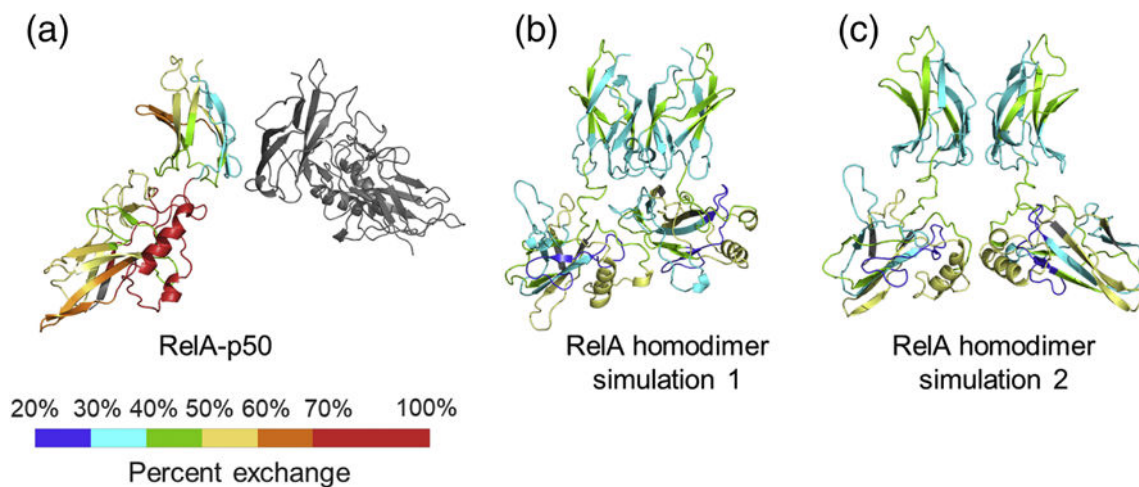 (a)
(b)
(c)
RelA-p50
RelA homodimer
simulation 1
RelA homodimer
simulation 2
20% 30% 40% 50% 60% 70% 100%
Percent exchange